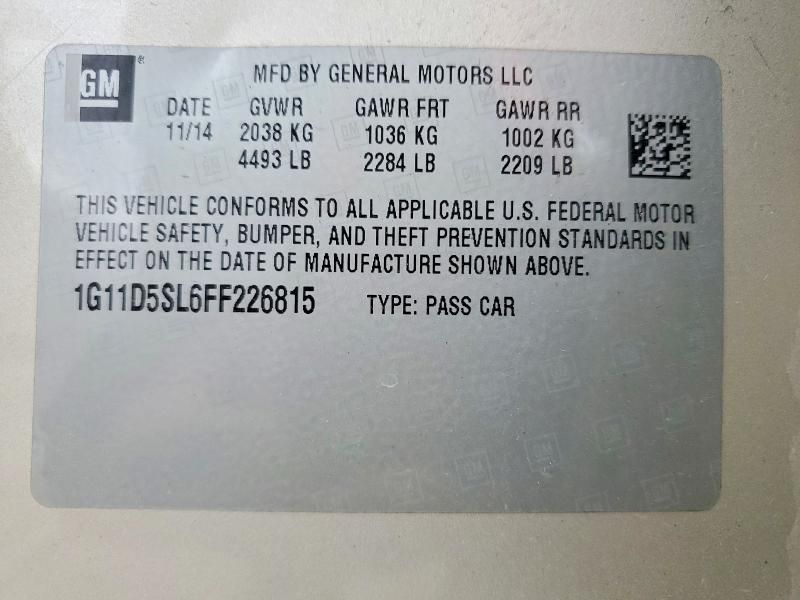 GM
MFD BY GENERAL MOTORS LLC
DATE GVWR GAWR FRT GAWR RR
11/14 2038 KG 1036 KG 1002 KG
4493 LB 2284 LB 2209 LB
THIS VEHICLE CONFORMS TO ALL APPLICABLE U.S. FEDERAL MOTOR
VEHICLE SAFETY, BUMPER, AND THEFT PREVENTION STANDARDS IN
EFFECT ON THE DATE OF MANUFACTURE SHOWN ABOVE.
1G11D5SL6FF226815 TYPE: PASS CAR